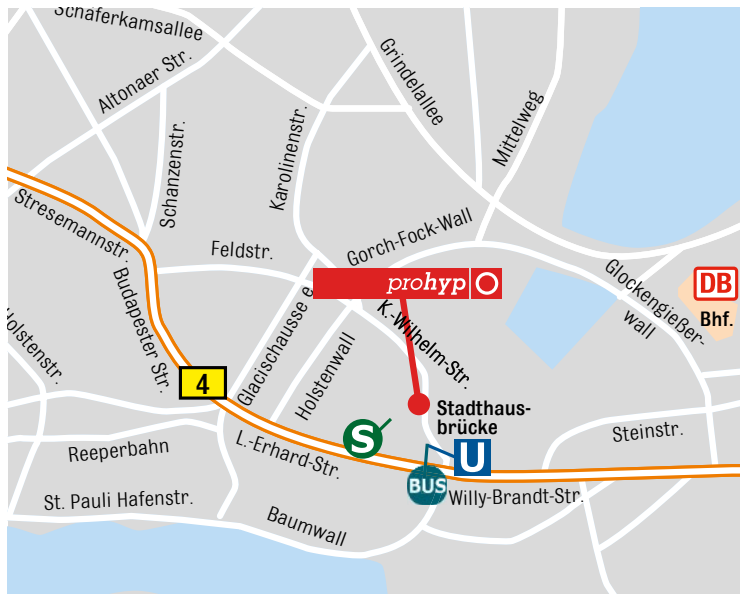 Schäferkamsallee
Altonaer Str.
Grindelallee
Mittelweg
Schanzenstr.
Karolinenstr.
Stresemannstr.
Feldstr.
Gorch-Fock-Wall
Glockengießer-
wall
DB
Bhf.
prohyp
Budapester Str.
Glacischausse e
K.-Wilhelm-Str.
Holstenstr.
Holstenwall
4
Stadthaus-
brücke
Steinstr.
S
U
BUS
Reeperbahn
L.-Erhard-Str.
St. Pauli Hafenstr.
Willy-Brandt-Str.
Baumwall